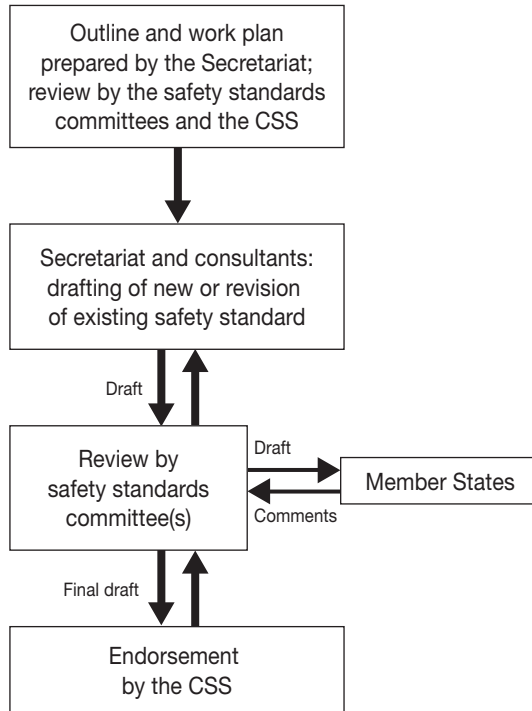 Outline and work plan
prepared by the Secretariat;
review by the safety standards
committees and the CSS
Secretariat and consultants:
drafting of new or revision
of existing safety standard
Draft
Review by
safety standards
committee(s)
Draft
Member States
Comments
Final draft
Endorsement
by the CSS